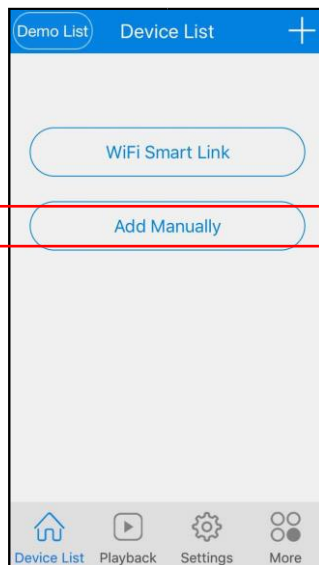 Demo List Device List
WiFi Smart Link
Add Manually
Device List Playback Settings More